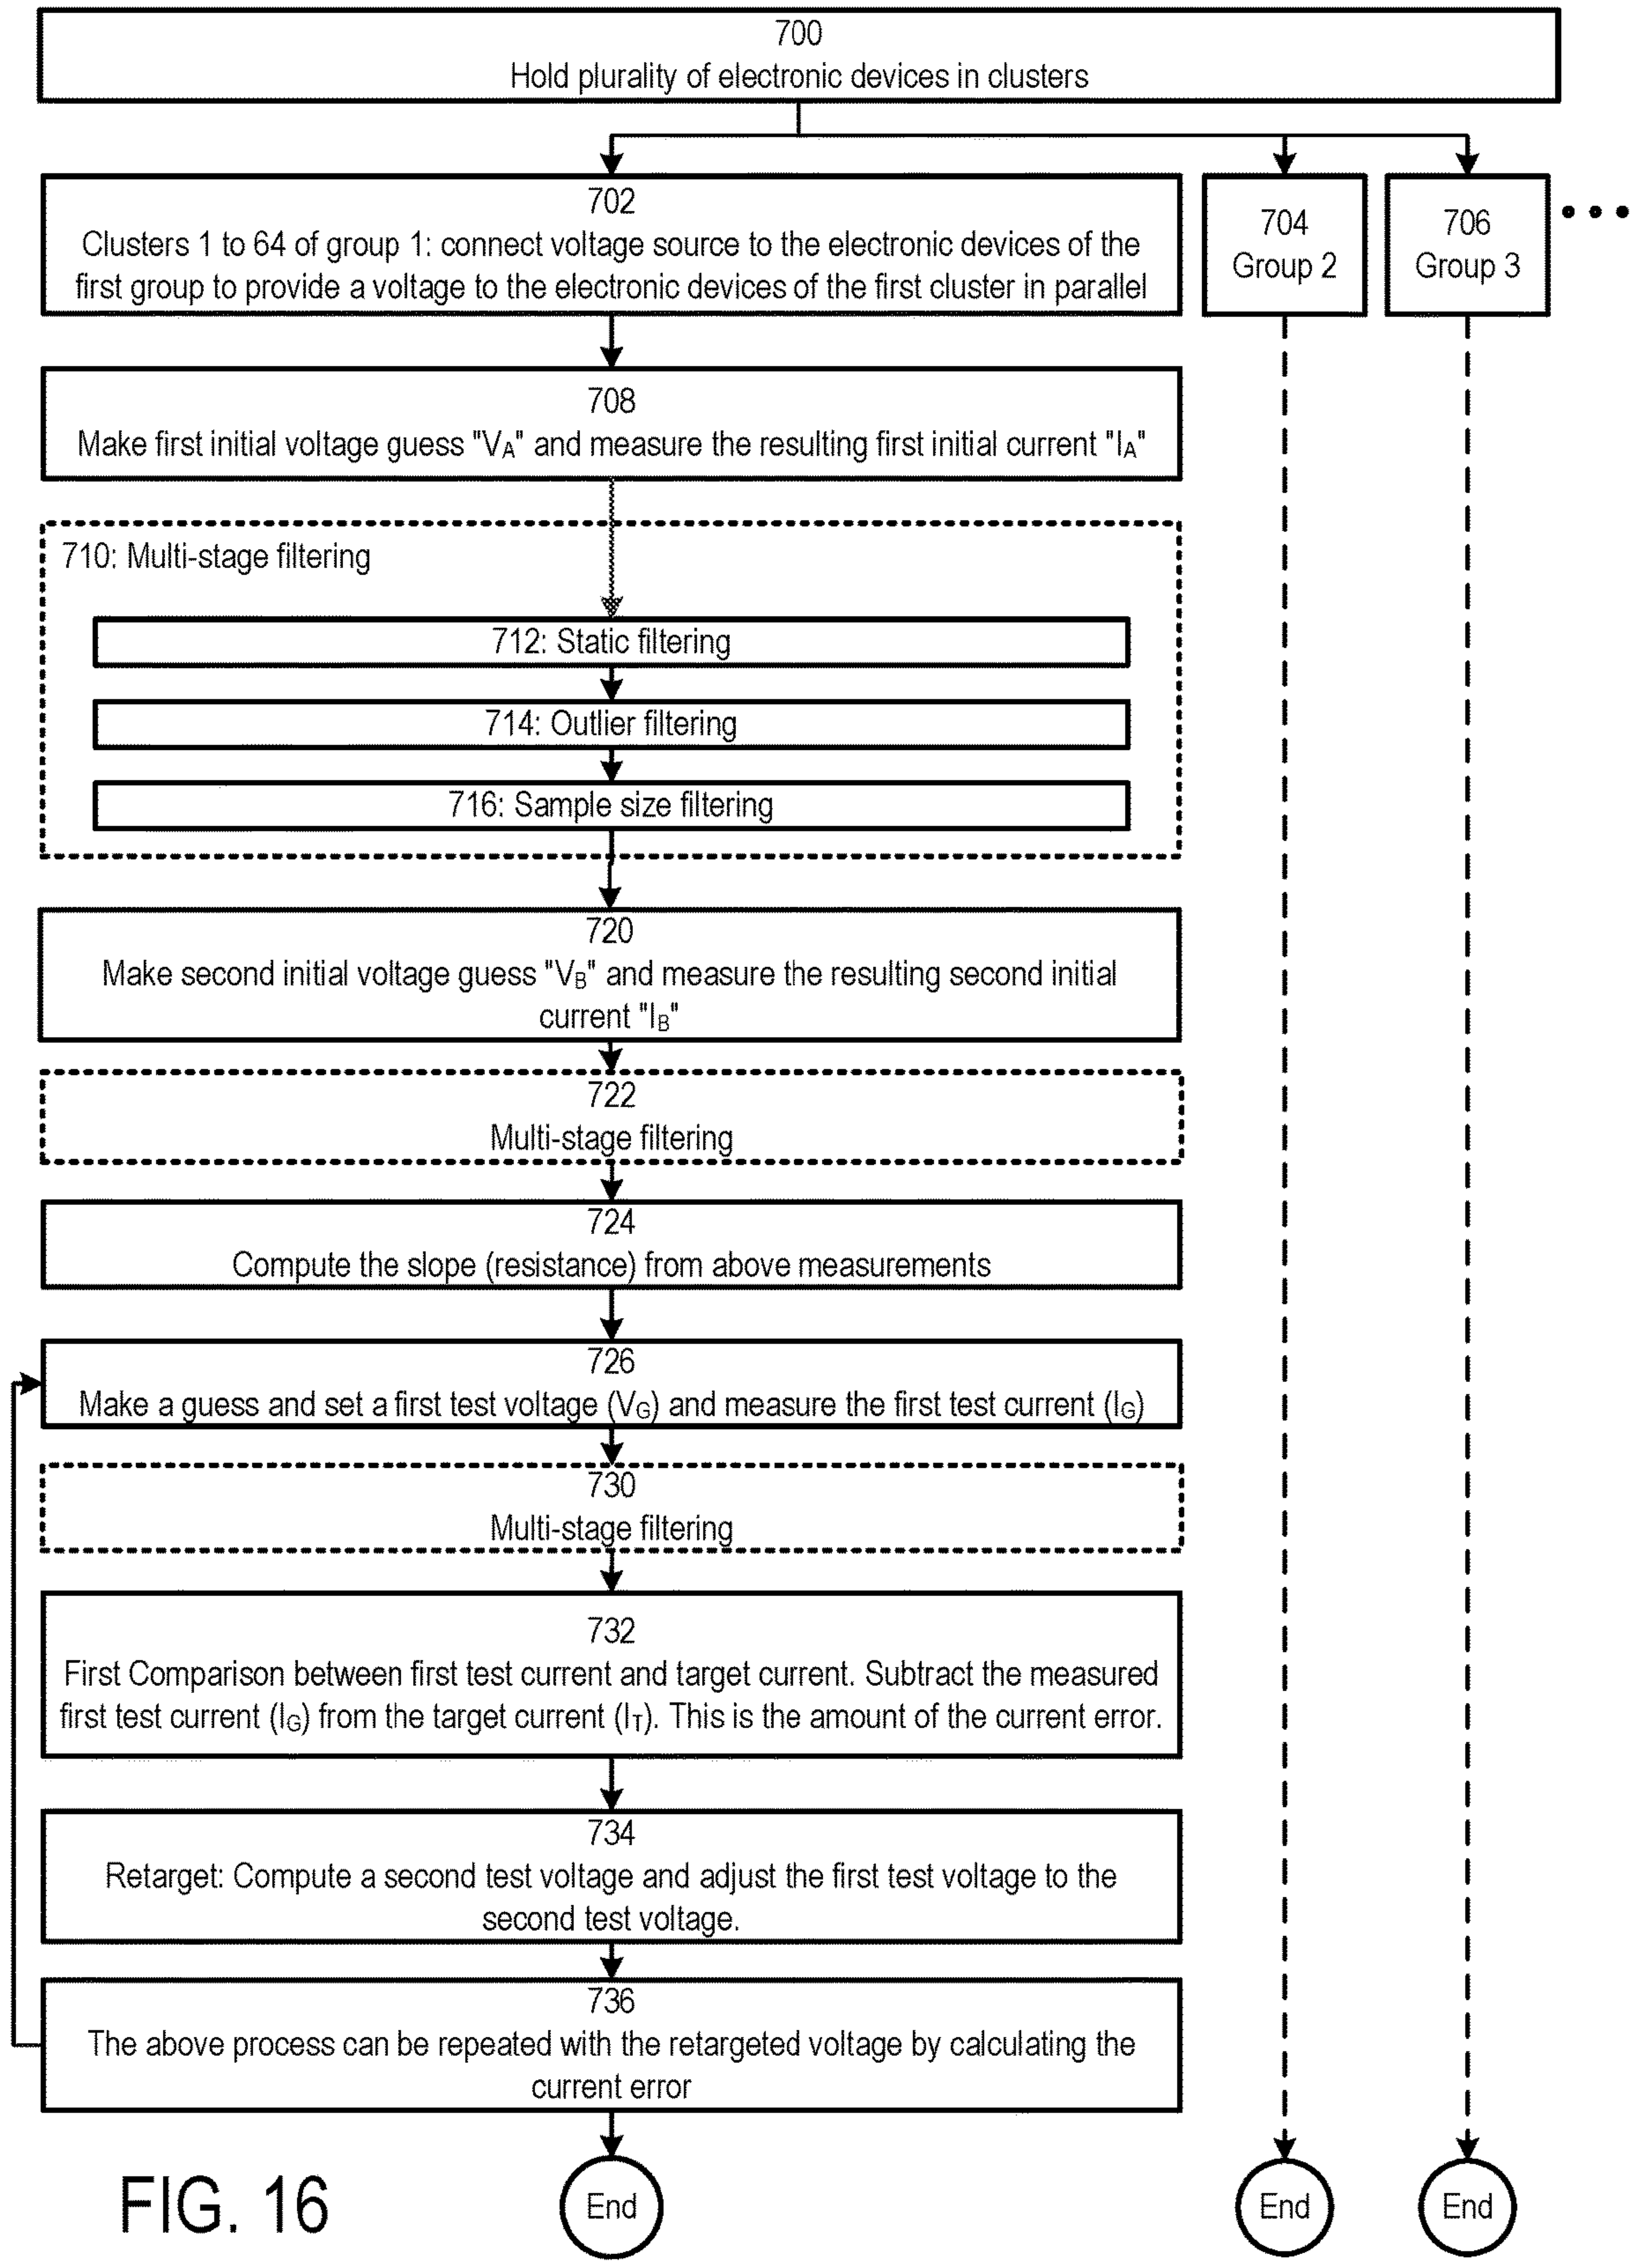 700
Hold plurality of electronic devices in clusters
702
Clusters 1 to 64 of group 1: connect voltage source to the electronic devices of the
first group to provide a voltage to the electronic devices of the first cluster in parallel
704
Group 2
706
Group 3
708
Make first initial voltage guess "VA" and measure the resulting first initial current "IA"
710: Multi-stage filtering
712: Static filtering
714: Outlier filtering
716: Sample size filtering
720
Make second initial voltage guess "VB" and measure the resulting second initial
current "IB"
722
Multi-stage filtering
724
Compute the slope (resistance) from above measurements
726
Make a guess and set a first test voltage (VG) and measure the first test current (IG)
730
Multi-stage filtering
732
First Comparison between first test current and target current. Subtract the measured
first test current (IG) from the target current (IT). This is the amount of the current error.
734
Retarget: Compute a second test voltage and adjust the first test voltage to the
second test voltage.
736
The above process can be repeated with the retargeted voltage by calculating the
current error
End
End
End
FIG. 16